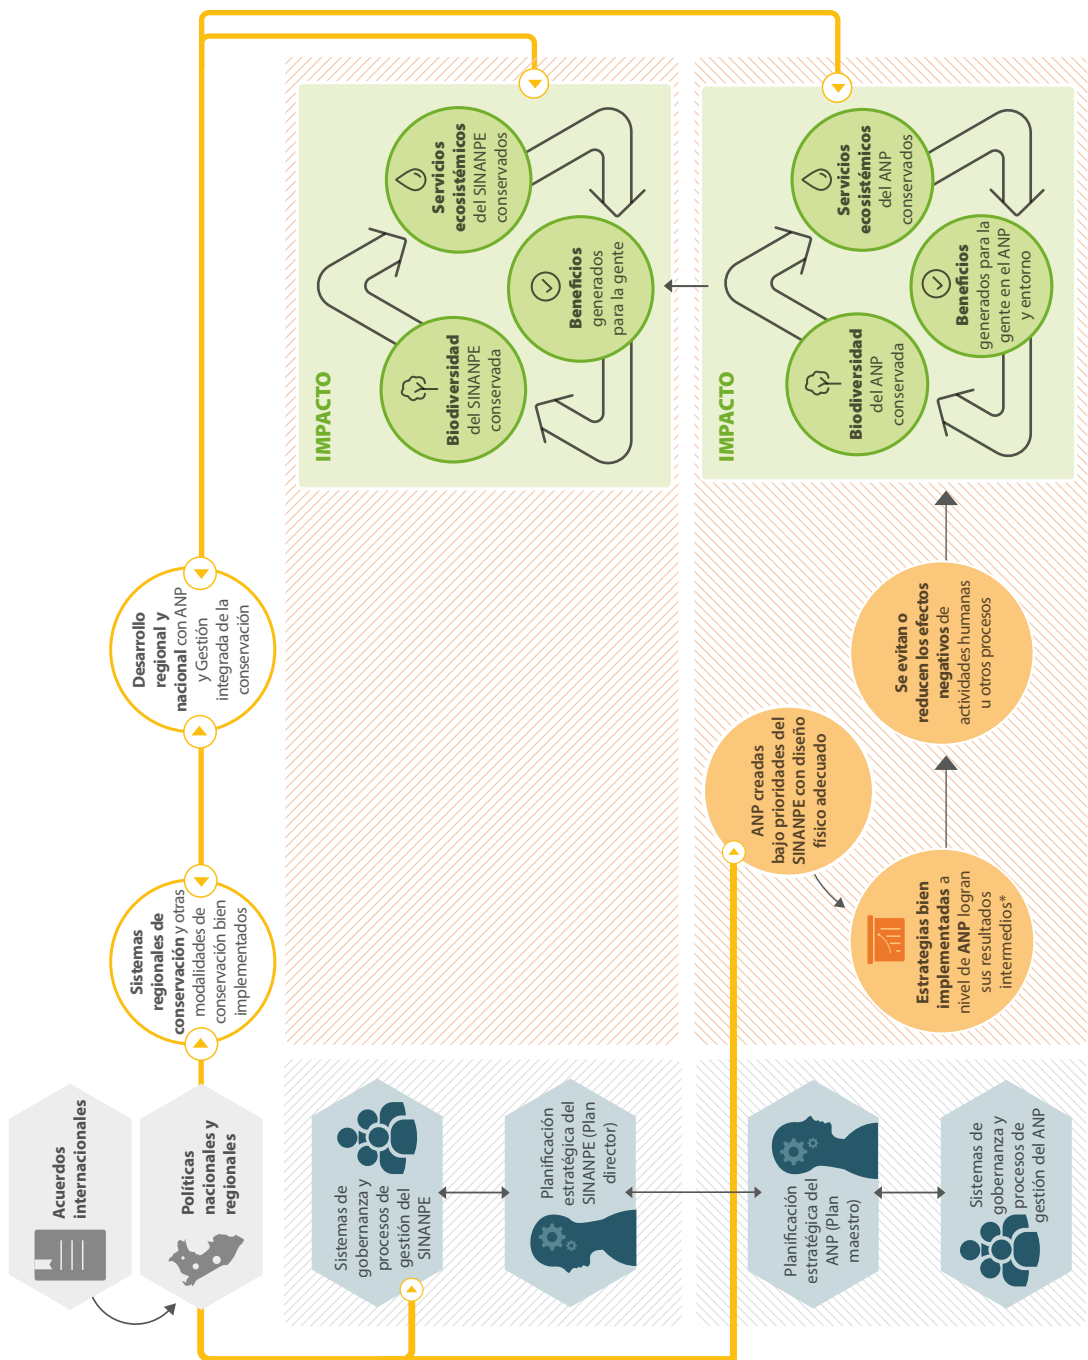 Acuerdos
internacionales
Políticas
nacionales y
regionales
Sistemas
regionales de
conservación y otras
modalidades de
conservación bien
implementados
Desarrollo
regional y
nacional con ANP
y Gestión
integrada de la
conservación
Sistemas de
gobernanza y
procesos de
gestión del
SINANPE
Planificación
estratégica del
SINANPE (Plan
director)
IMPACTO
Biodiversidad
del SINANPE
conservada
Servicios
ecosistémicos
del SINANPE
conservados
Beneficios
generados
para la gente
Planificación
estratégica del
ANP (Plan
maestro)
Sistemas de
gobernanza y
procesos de
gestión del ANP
ANP creadas
bajo prioridades del
SINANPE con diseño
físico adecuado
Estrategias bien
implementadas a
nivel de ANP logran
sus resultados
intermedios*
Se evitan o
reducen los efectos
negativos de
actividades humanas
u otros procesos
IMPACTO
Biodiversidad
del ANP
conservada
Servicios
ecosistémicos
del ANP
conservados
Beneficios
generados para la
gente en el ANP
y entorno